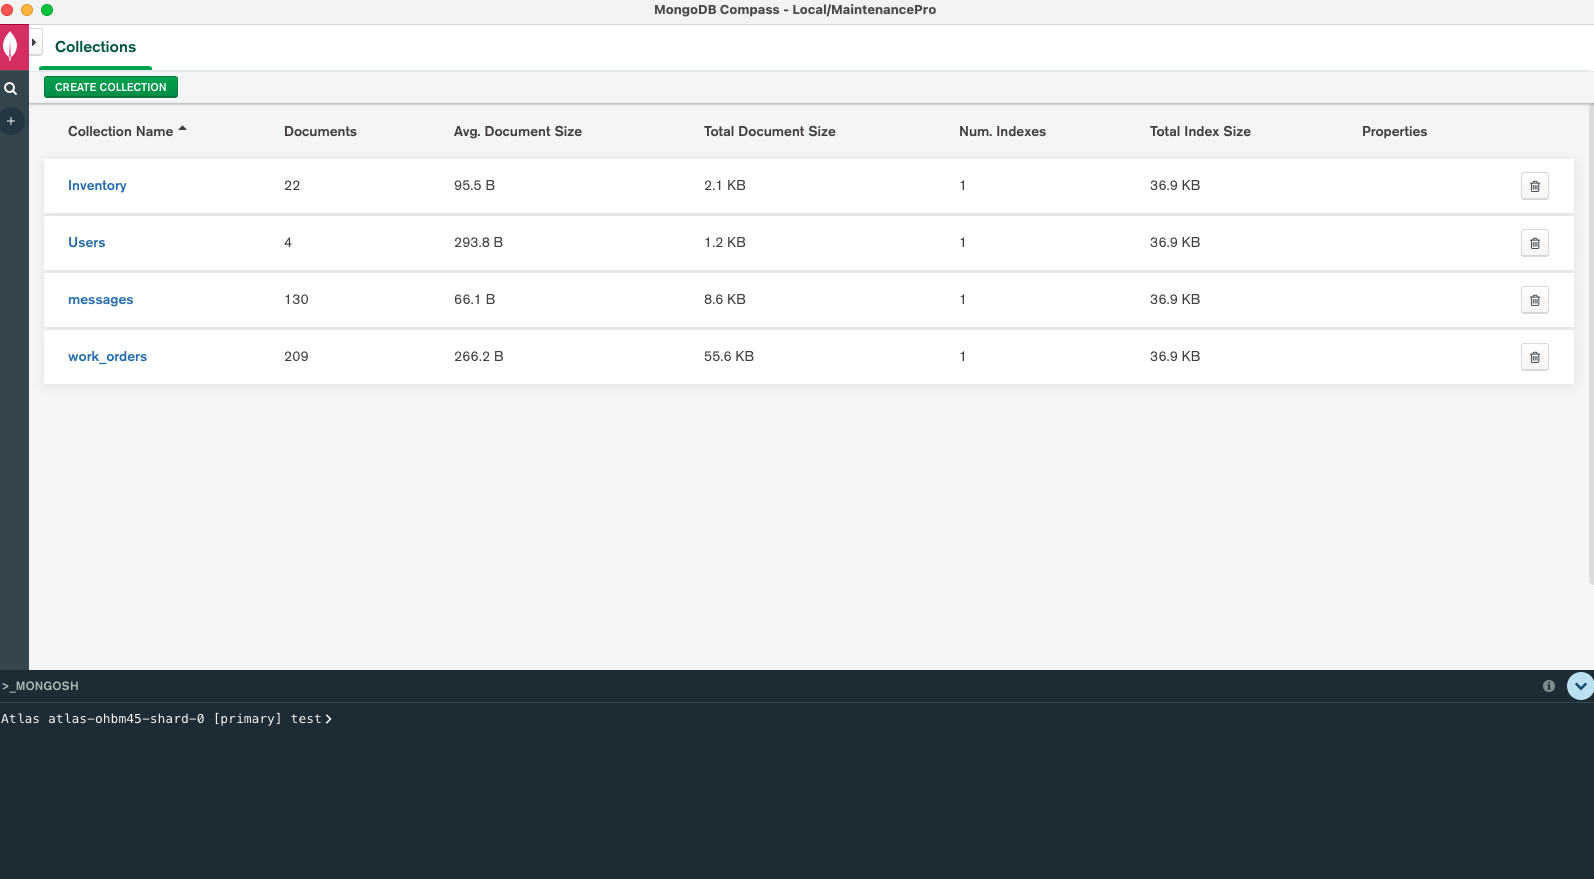 MongoDB Compass - Local/MaintenancePro
Collections
CREATE COLLECTION
Collection Name Documents Avg. Document Size Total Document Size Num. Indexes Total Index Size Properties
Inventory 22 95.5 B 2.1 KB 1 36.9 KB
Users 4 293.8 B 1.2 KB 1 36.9 KB
messages 130 66.1 B 8.6 KB 1 36.9 KB
work_orders 209 266.2 B 55.6 KB 1 36.9 KB
>_MONGOSH
Atlas atlas-ohbm45-shard-0 [primary] test>